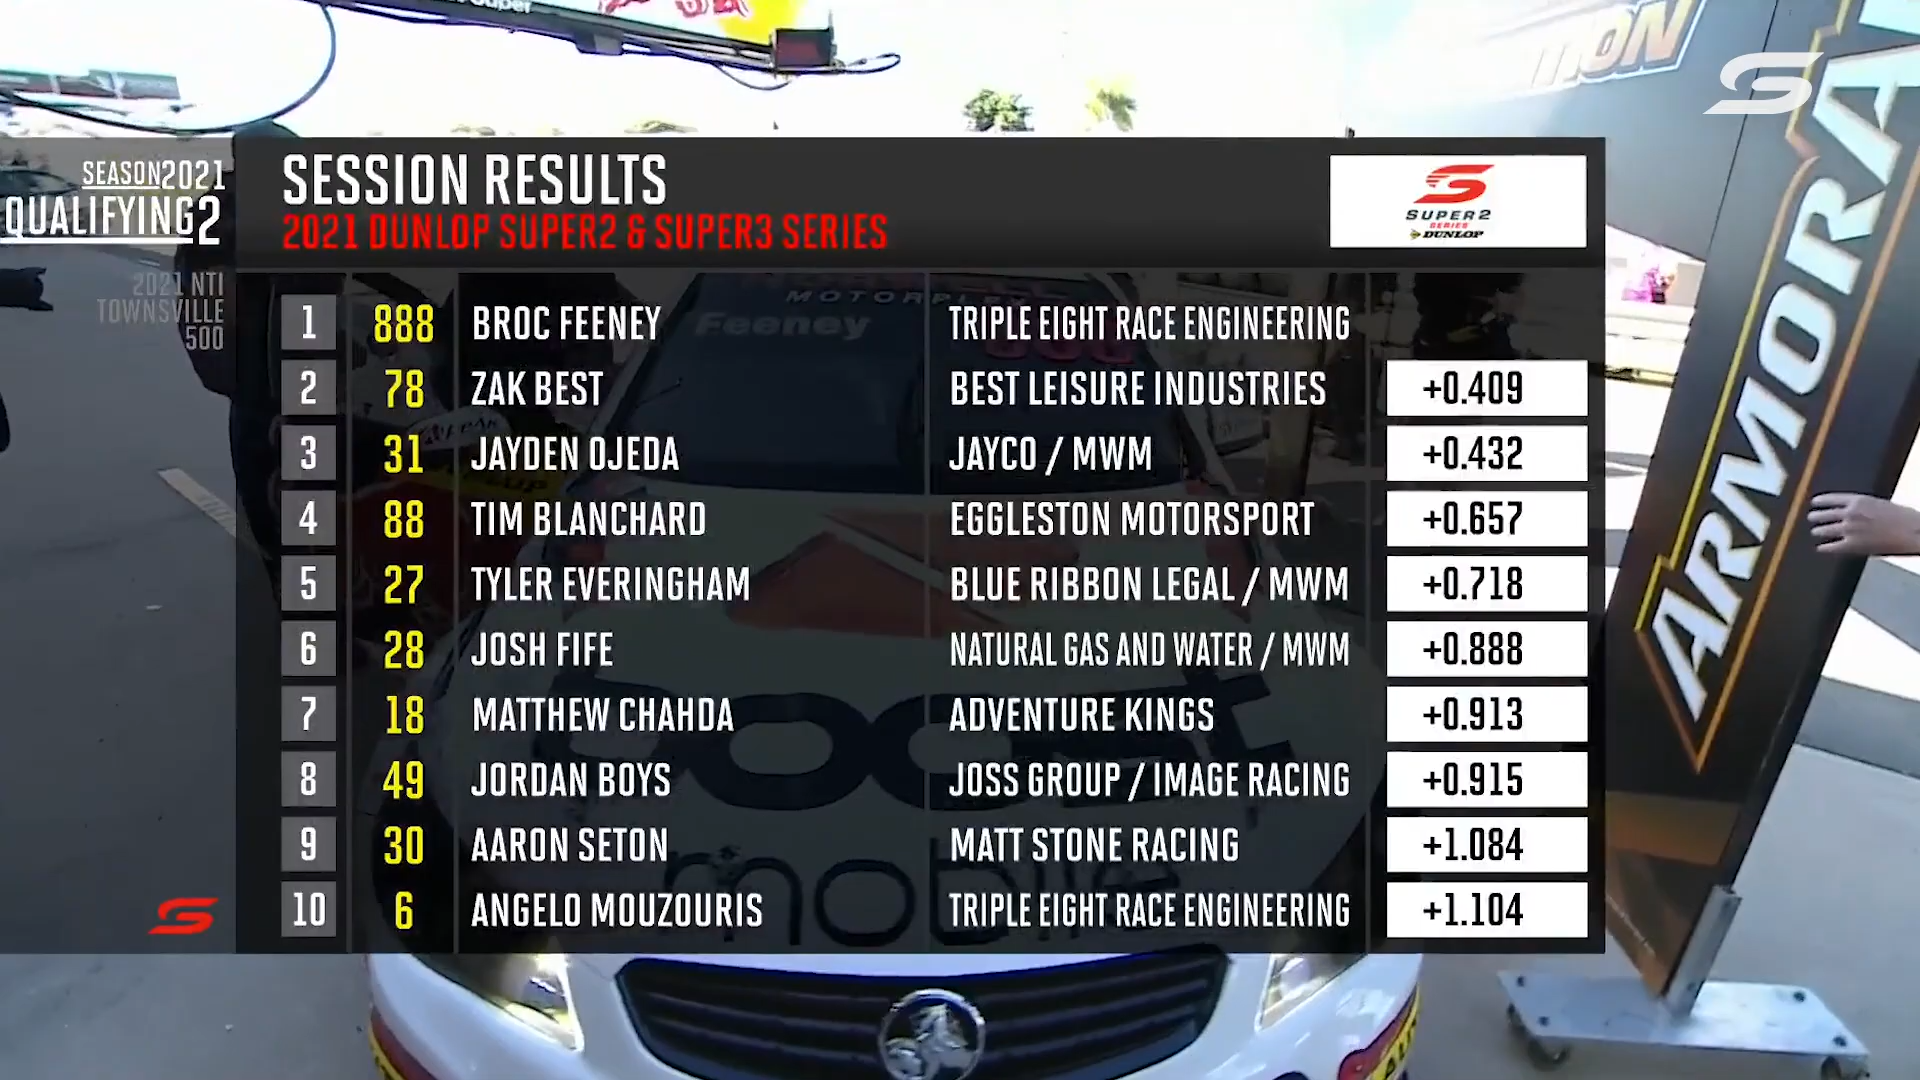 SEASON2021
QUALIFYING2
2021 NTI
TOWNSVILLE
500
SESSION RESULTS
2021 DUNLOP SUPER2 & SUPER3 SERIES
SUPER2
SERIES
DUNLOP
1 888 BROC FEENEY TRIPLE EIGHT RACE ENGINEERING
2 78 ZAK BEST BEST LEISURE INDUSTRIES +0.409
3 31 JAYDEN OJEDA JAYCO / MWM +0.432
4 88 TIM BLANCHARD EGGLESTON MOTORSPORT +0.657
5 27 TYLER EVERINGHAM BLUE RIBBON LEGAL / MWM +0.718
6 28 JOSH FIFE NATURAL GAS AND WATER / MWM +0.888
7 18 MATTHEW CHAHDA ADVENTURE KINGS +0.913
8 49 JORDAN BOYS JOSS GROUP / IMAGE RACING +0.915
9 30 AARON SETON MATT STONE RACING +1.084
10 6 ANGELO MOUZOURIS TRIPLE EIGHT RACE ENGINEERING +1.104
Feeney
mobile
ARMORA
TION